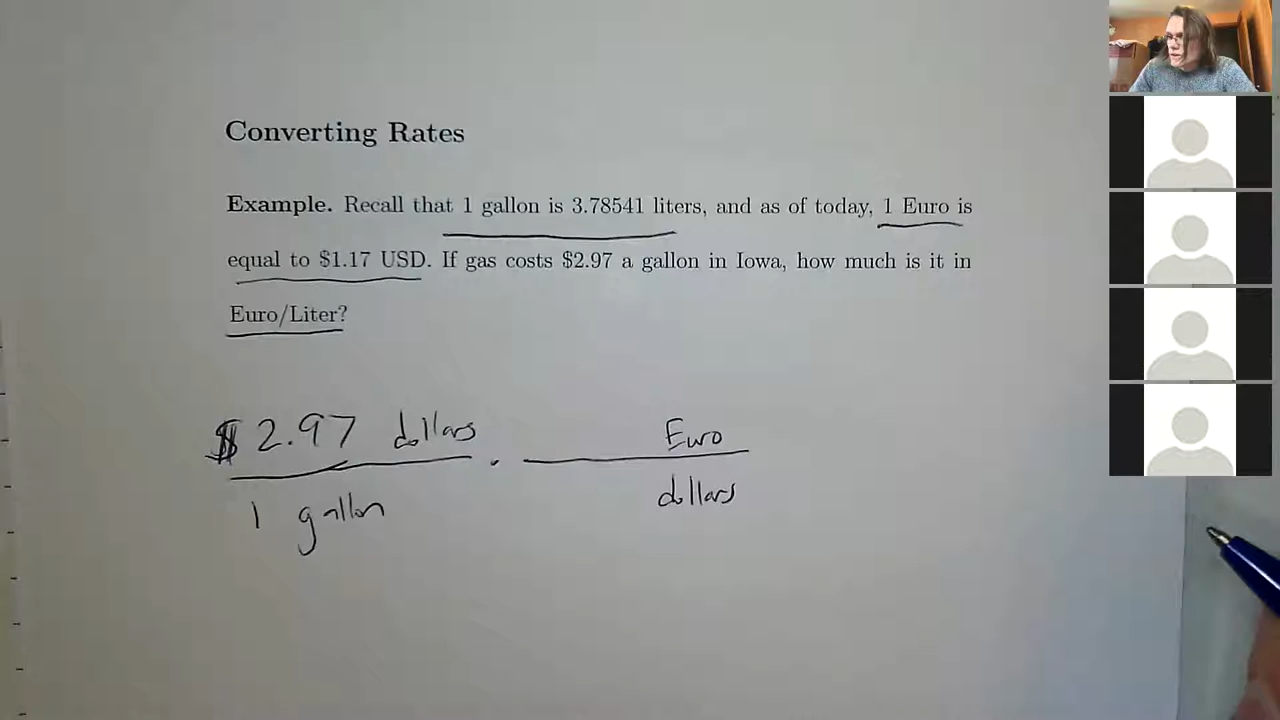 Converting Rates
Example. Recall that 1 gallon is 3.78541 liters, and as of today, 1 Euro is
equal to $1.17 USD. If gas costs $2.97 a gallon in Iowa, how much is it in
Euro/Liter?
$ 2.97 dollars . Euro
1 gallon dollars